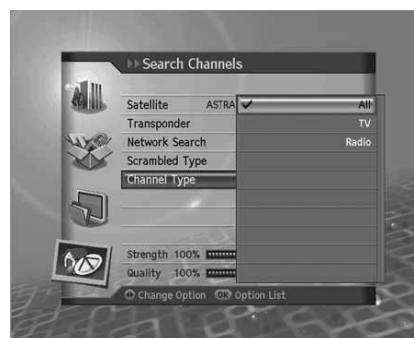 Search Channels
Satellite ASTRA All
Transponder TV
Network Search Radio
Scrambled Type
Channel Type
Strength 100%
Quality 100%
Change Option OK Option List